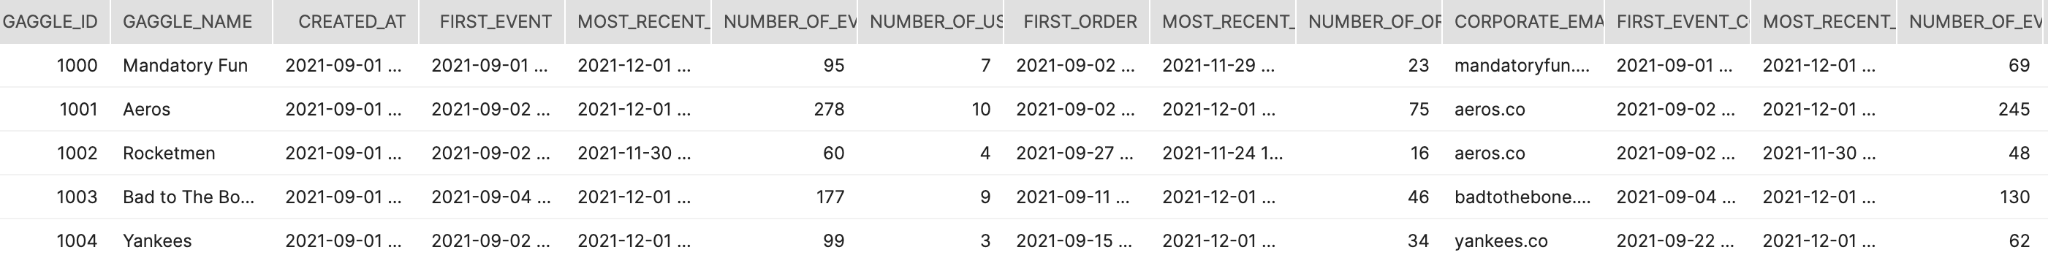 GAGGLE_ID GAGGLE_NAME CREATED_AT FIRST_EVENT MOST_RECENT_ NUMBER_OF_EV NUMBER_OF_US FIRST_ORDER MOST_RECENT_ NUMBER_OF_OR CORPORATE_EMA FIRST_EVENT_C MOST_RECENT_ NUMBER_OF_EV
1000 Mandatory Fun 2021-09-01 ... 2021-09-01 ... 2021-12-01 ... 95 7 2021-09-02 ... 2021-11-29 ... 23 mandatoryfun.... 2021-09-01 ... 2021-12-01 ... 69
1001 Aeros 2021-09-01 ... 2021-09-02 ... 2021-12-01 ... 278 10 2021-09-02 ... 2021-12-01 ... 75 aeros.co 2021-09-02 ... 2021-12-01 ... 245
1002 Rocketmen 2021-09-01 ... 2021-09-02 ... 2021-11-30 ... 60 4 2021-09-27 ... 2021-11-24 1... 16 aeros.co 2021-09-02 ... 2021-11-30 ... 48
1003 Bad to The Bo... 2021-09-01 ... 2021-09-04 ... 2021-12-01 ... 177 9 2021-09-11 ... 2021-12-01 ... 46 badtothebone.... 2021-09-04 ... 2021-12-01 ... 130
1004 Yankees 2021-09-01 ... 2021-09-02 ... 2021-12-01 ... 99 3 2021-09-15 ... 2021-12-01 ... 34 yankees.co 2021-09-22 ... 2021-12-01 ... 62